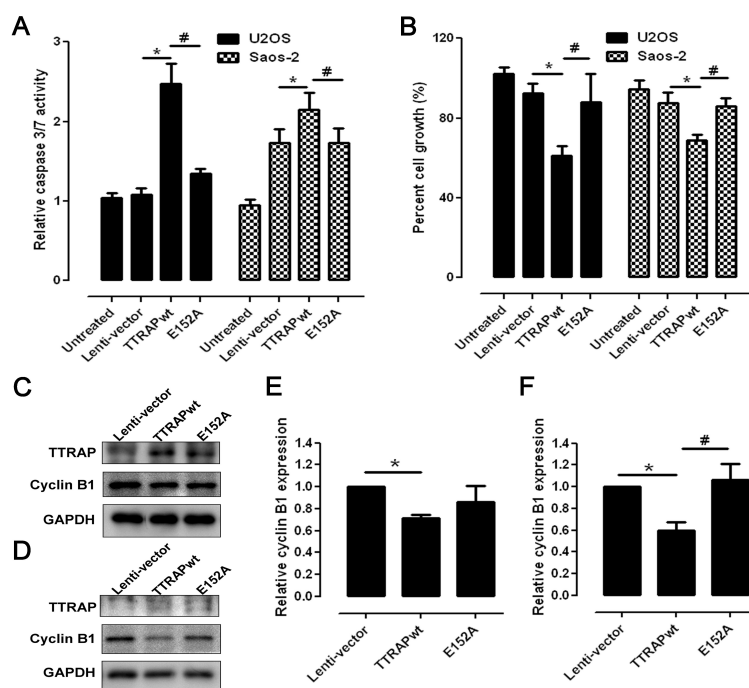 A
U2OS
Saos-2
Relative caspase 3/7 activity
3
2
1
0
*
#
*
#
Untreated
Lenti-vector
TTRAPwt
E152A
Untreated
Lenti-vector
TTRAPwt
E152A
B
U2OS
Saos-2
Percent cell growth (%)
120
80
40
0
*
#
*
#
Untreated
Lenti-vector
TTRAPwt
E152A
Untreated
Lenti-vector
TTRAPwt
E152A
C
Lenti-vector
TTRAPwt
E152A
TTRAP
Cyclin B1
GAPDH
D
Lenti-vector
TTRAPwt
E152A
TTRAP
Cyclin B1
GAPDH
E
Relative cyclin B1 expression
1.4
1.2
1.0
0.8
0.6
0.4
0.2
0.0
*
Lenti-vector
TTRAPwt
E152A
F
Relative cyclin B1 expression
1.4
1.2
1.0
0.8
0.6
0.4
0.2
0.0
*
#
Lenti-vector
TTRAPwt
E152A